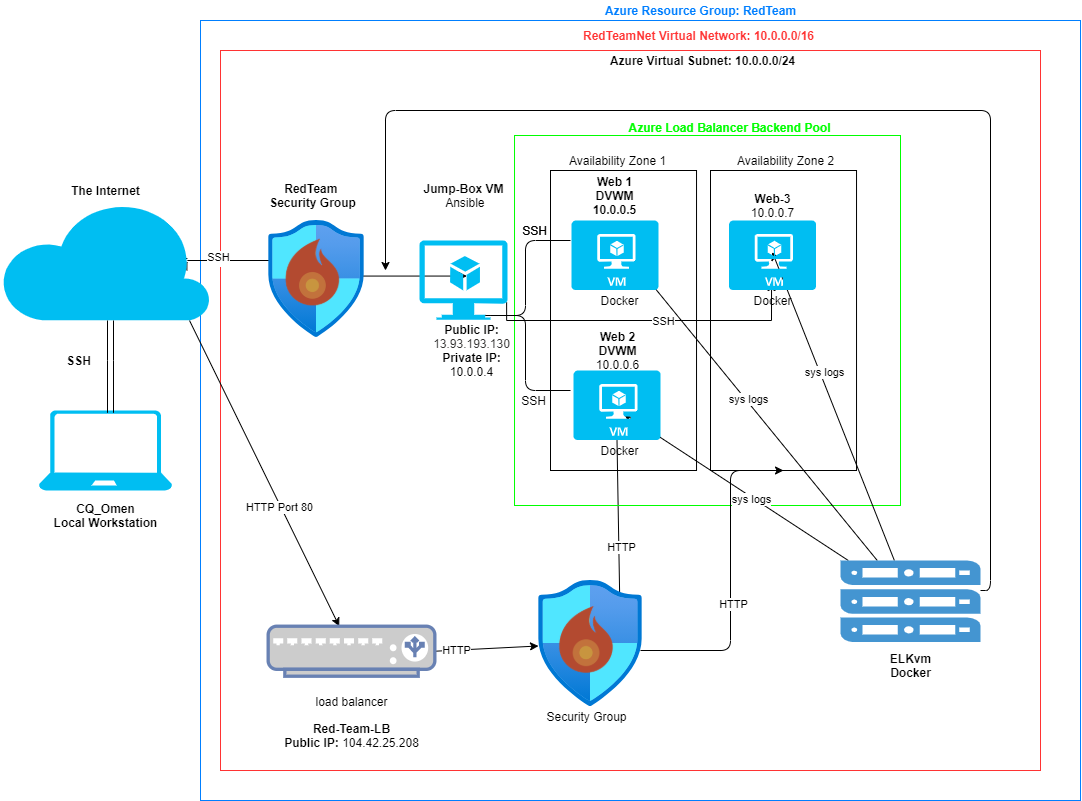 Azure Resource Group: RedTeam
RedTeamNet Virtual Network: 10.0.0.0/16
Azure Virtual Subnet: 10.0.0.0/24
Azure Load Balancer Backend Pool
Availability Zone 1
Availability Zone 2
The Internet
RedTeam
Security Group
Jump-Box VM
Ansible
Web 1
DVWM
10.0.0.5
Web-3
10.0.0.7
SSH
SSH
VM
VM
Docker
Docker
SSH
Public IP:
13.93.193.130
Private IP:
10.0.0.4
Web 2
DVWM
10.0.0.6
SSH
sys logs
sys logs
SSH
VM
Docker
sys logs
CQ_Omen
Local Workstation
HTTP Port 80
HTTP
HTTP
HTTP
ELKvm
Docker
load balancer
Security Group
Red-Team-LB
Public IP: 104.42.25.208